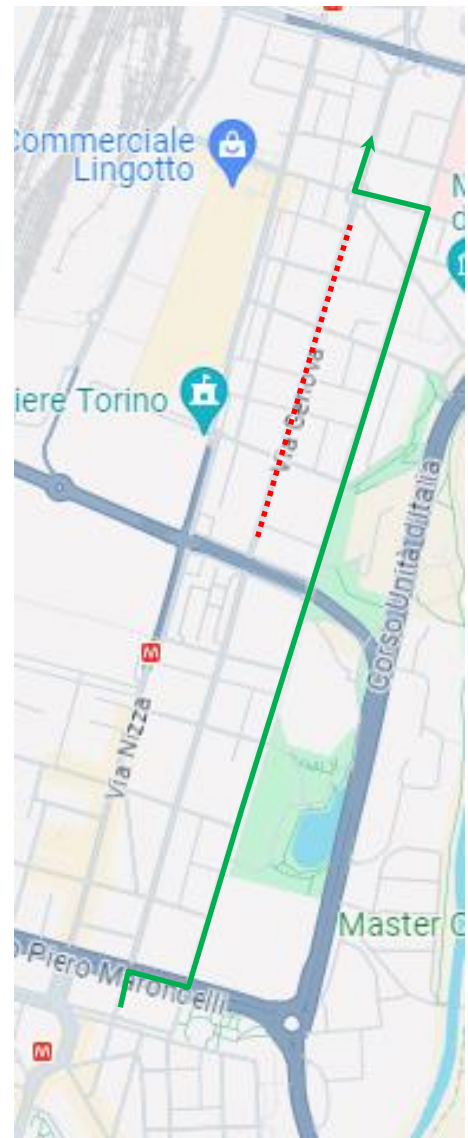 Commerciale
Lingotto
M
iere Torino
Via Genova
Corso Unità d'Italia
M
Via Nizza
Master
o Piero Maroncelli
M